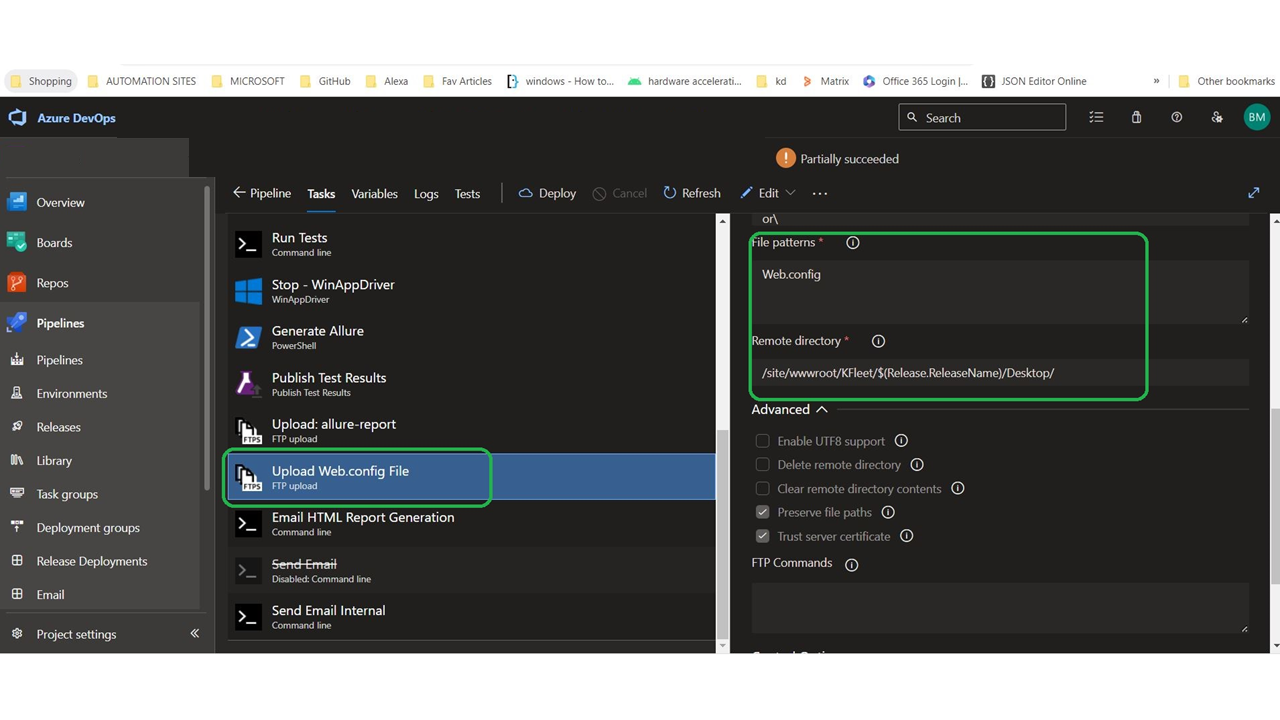 Shopping
AUTOMATION SITES
MICROSOFT
GitHub
Alexa
Fav Articles
windows - How to...
hardware accelerati...
kd
Matrix
Office 365 Login |...
JSON Editor Online
»
Other bookmarks
Azure DevOps
Search
BM
Partially succeeded
Overview
Boards
Repos
Pipelines
Pipelines
Environments
Releases
Library
Task groups
Deployment groups
Release Deployments
Email
Project settings
Pipeline
Tasks
Variables
Logs
Tests
Deploy
Cancel
Refresh
Edit
Run Tests
Command line
Stop - WinAppDriver
WinAppDriver
Generate Allure
PowerShell
Publish Test Results
Publish Test Results
Upload: allure-report
FTPS
FTP upload
Upload Web.config File
FTPS
FTP upload
Email HTML Report Generation
Command line
Send Email
Disabled: Command line
Send Email Internal
Command line
or\
File patterns *
Web.config
Remote directory *
/site/wwwroot/KFleet/$(Release.ReleaseName)/Desktop/
Advanced
Enable UTF8 support
Delete remote directory
Clear remote directory contents
Preserve file paths
Trust server certificate
FTP Commands